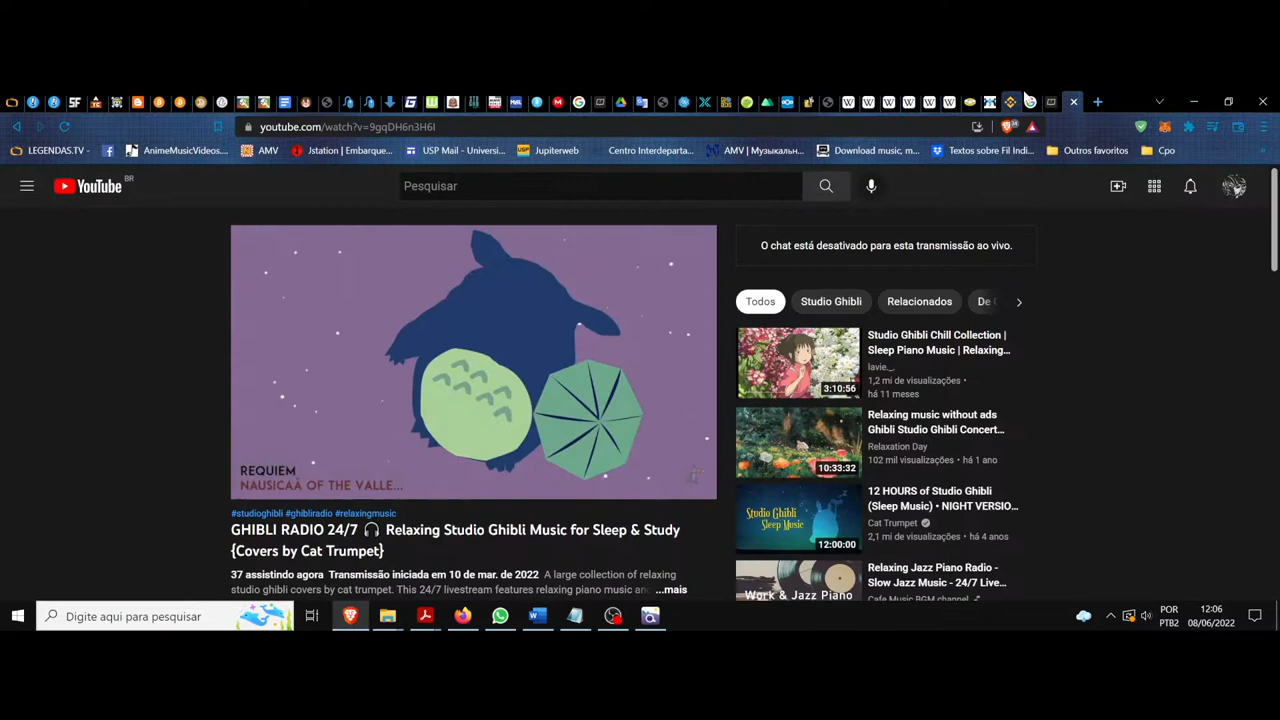 youtube.com/watch?v=9gqDH6n3H6I
LEGENDAS.TV
AnimeMusicVideos...
AMV
Jstation | Embarque...
USP Mail - Universi...
Jupiterweb
Centro Interdeparta...
AMV | Музыкальн...
Download music, m...
Textos sobre Fil Indi...
Outros favoritos
Cpo
YouTube BR
Pesquisar
REQUIEM
NAUSICAÄ OF THE VALLE...
#studioghibli #ghibliradio #relaxingmusic
GHIBLI RADIO 24/7 🎧 Relaxing Studio Ghibli Music for Sleep & Study
{Covers by Cat Trumpet}
37 assistindo agora Transmissão iniciada em 10 de mar. de 2022 A large collection of relaxing
studio ghibli covers by cat trumpet. This 24/7 livestream features relaxing piano music and
...mais
O chat está desativado para esta transmissão ao vivo.
Todos
Studio Ghibli
Relacionados
De
3:10:56
Studio Ghibli Chill Collection |
Sleep Piano Music | Relaxing...
lavie._
1,2 mi de visualizações •
há 11 meses
10:33:32
Relaxing music without ads
Ghibli Studio Ghibli Concert...
Relaxation Day
102 mil visualizações • há 1 ano
Studio Ghibli
Sleep Music
12:00:00
12 HOURS of Studio Ghibli
(Sleep Music) • NIGHT VERSIO...
Cat Trumpet
2,1 mi de visualizações • há 4 anos
Work & Jazz Piano
Relaxing Jazz Piano Radio -
Slow Jazz Music - 24/7 Live...
Cafe Music BGM channel
Digite aqui para pesquisar
POR
PTB2
12:06
08/06/2022